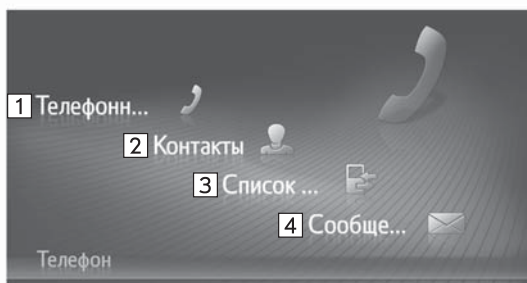 1 Телефонн...
2 Контакты
3 Список ...
4 Сообще...
Телефон